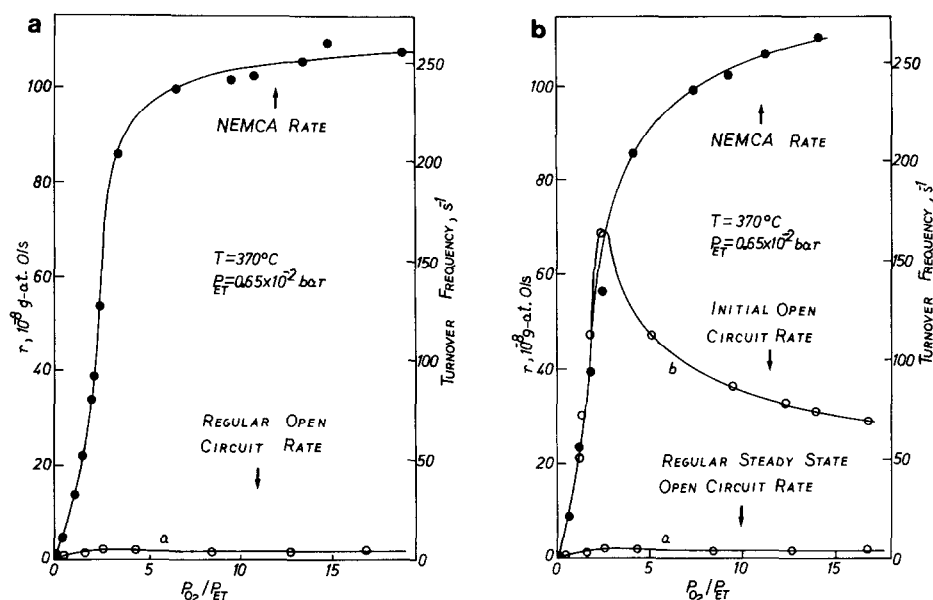 a
r, 10⁻⁸ g-at. O/s
100
80
60
40
20
0
250
200
150
100
50
0
TURNOVER FREQUENCY, s⁻¹
NEMCA RATE
T=370°C
P_ET=0.65x10⁻² bar
REGULAR OPEN
CIRCUIT RATE
a
0
5
10
15
P_O₂/P_ET
b
r, 10⁻⁸ g-at. O/s
100
80
60
40
20
0
250
200
150
100
50
0
TURNOVER FREQUENCY, s⁻¹
NEMCA RATE
T=370°C
P_ET=0.65x10⁻² bar
INITIAL OPEN
CIRCUIT RATE
b
REGULAR STEADY STATE
OPEN CIRCUIT RATE
a
0
5
10
15
P_O₂/P_ET